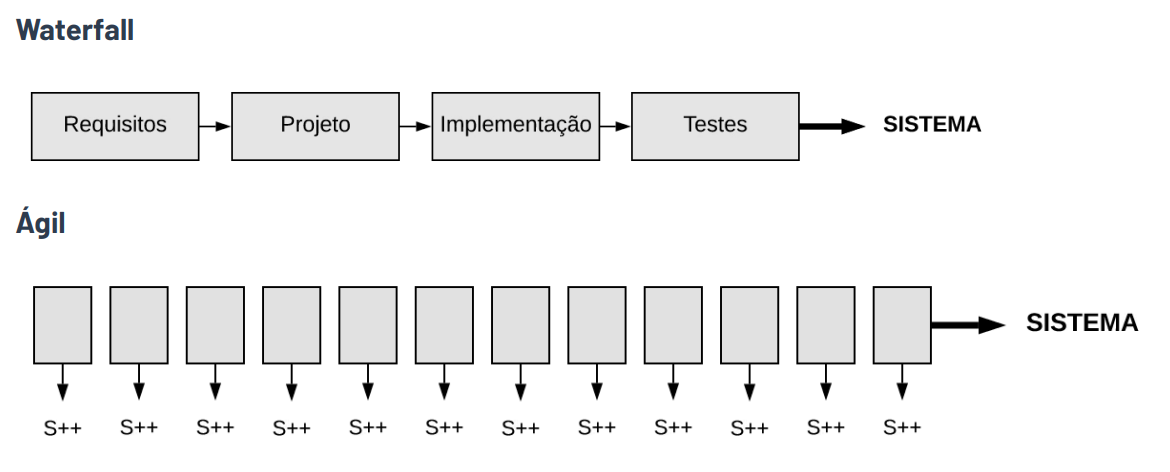 Waterfall
Requisitos Projeto Implementação Testes SISTEMA
Ágil
SISTEMA
S++ S++ S++ S++ S++ S++ S++ S++ S++ S++ S++ S++